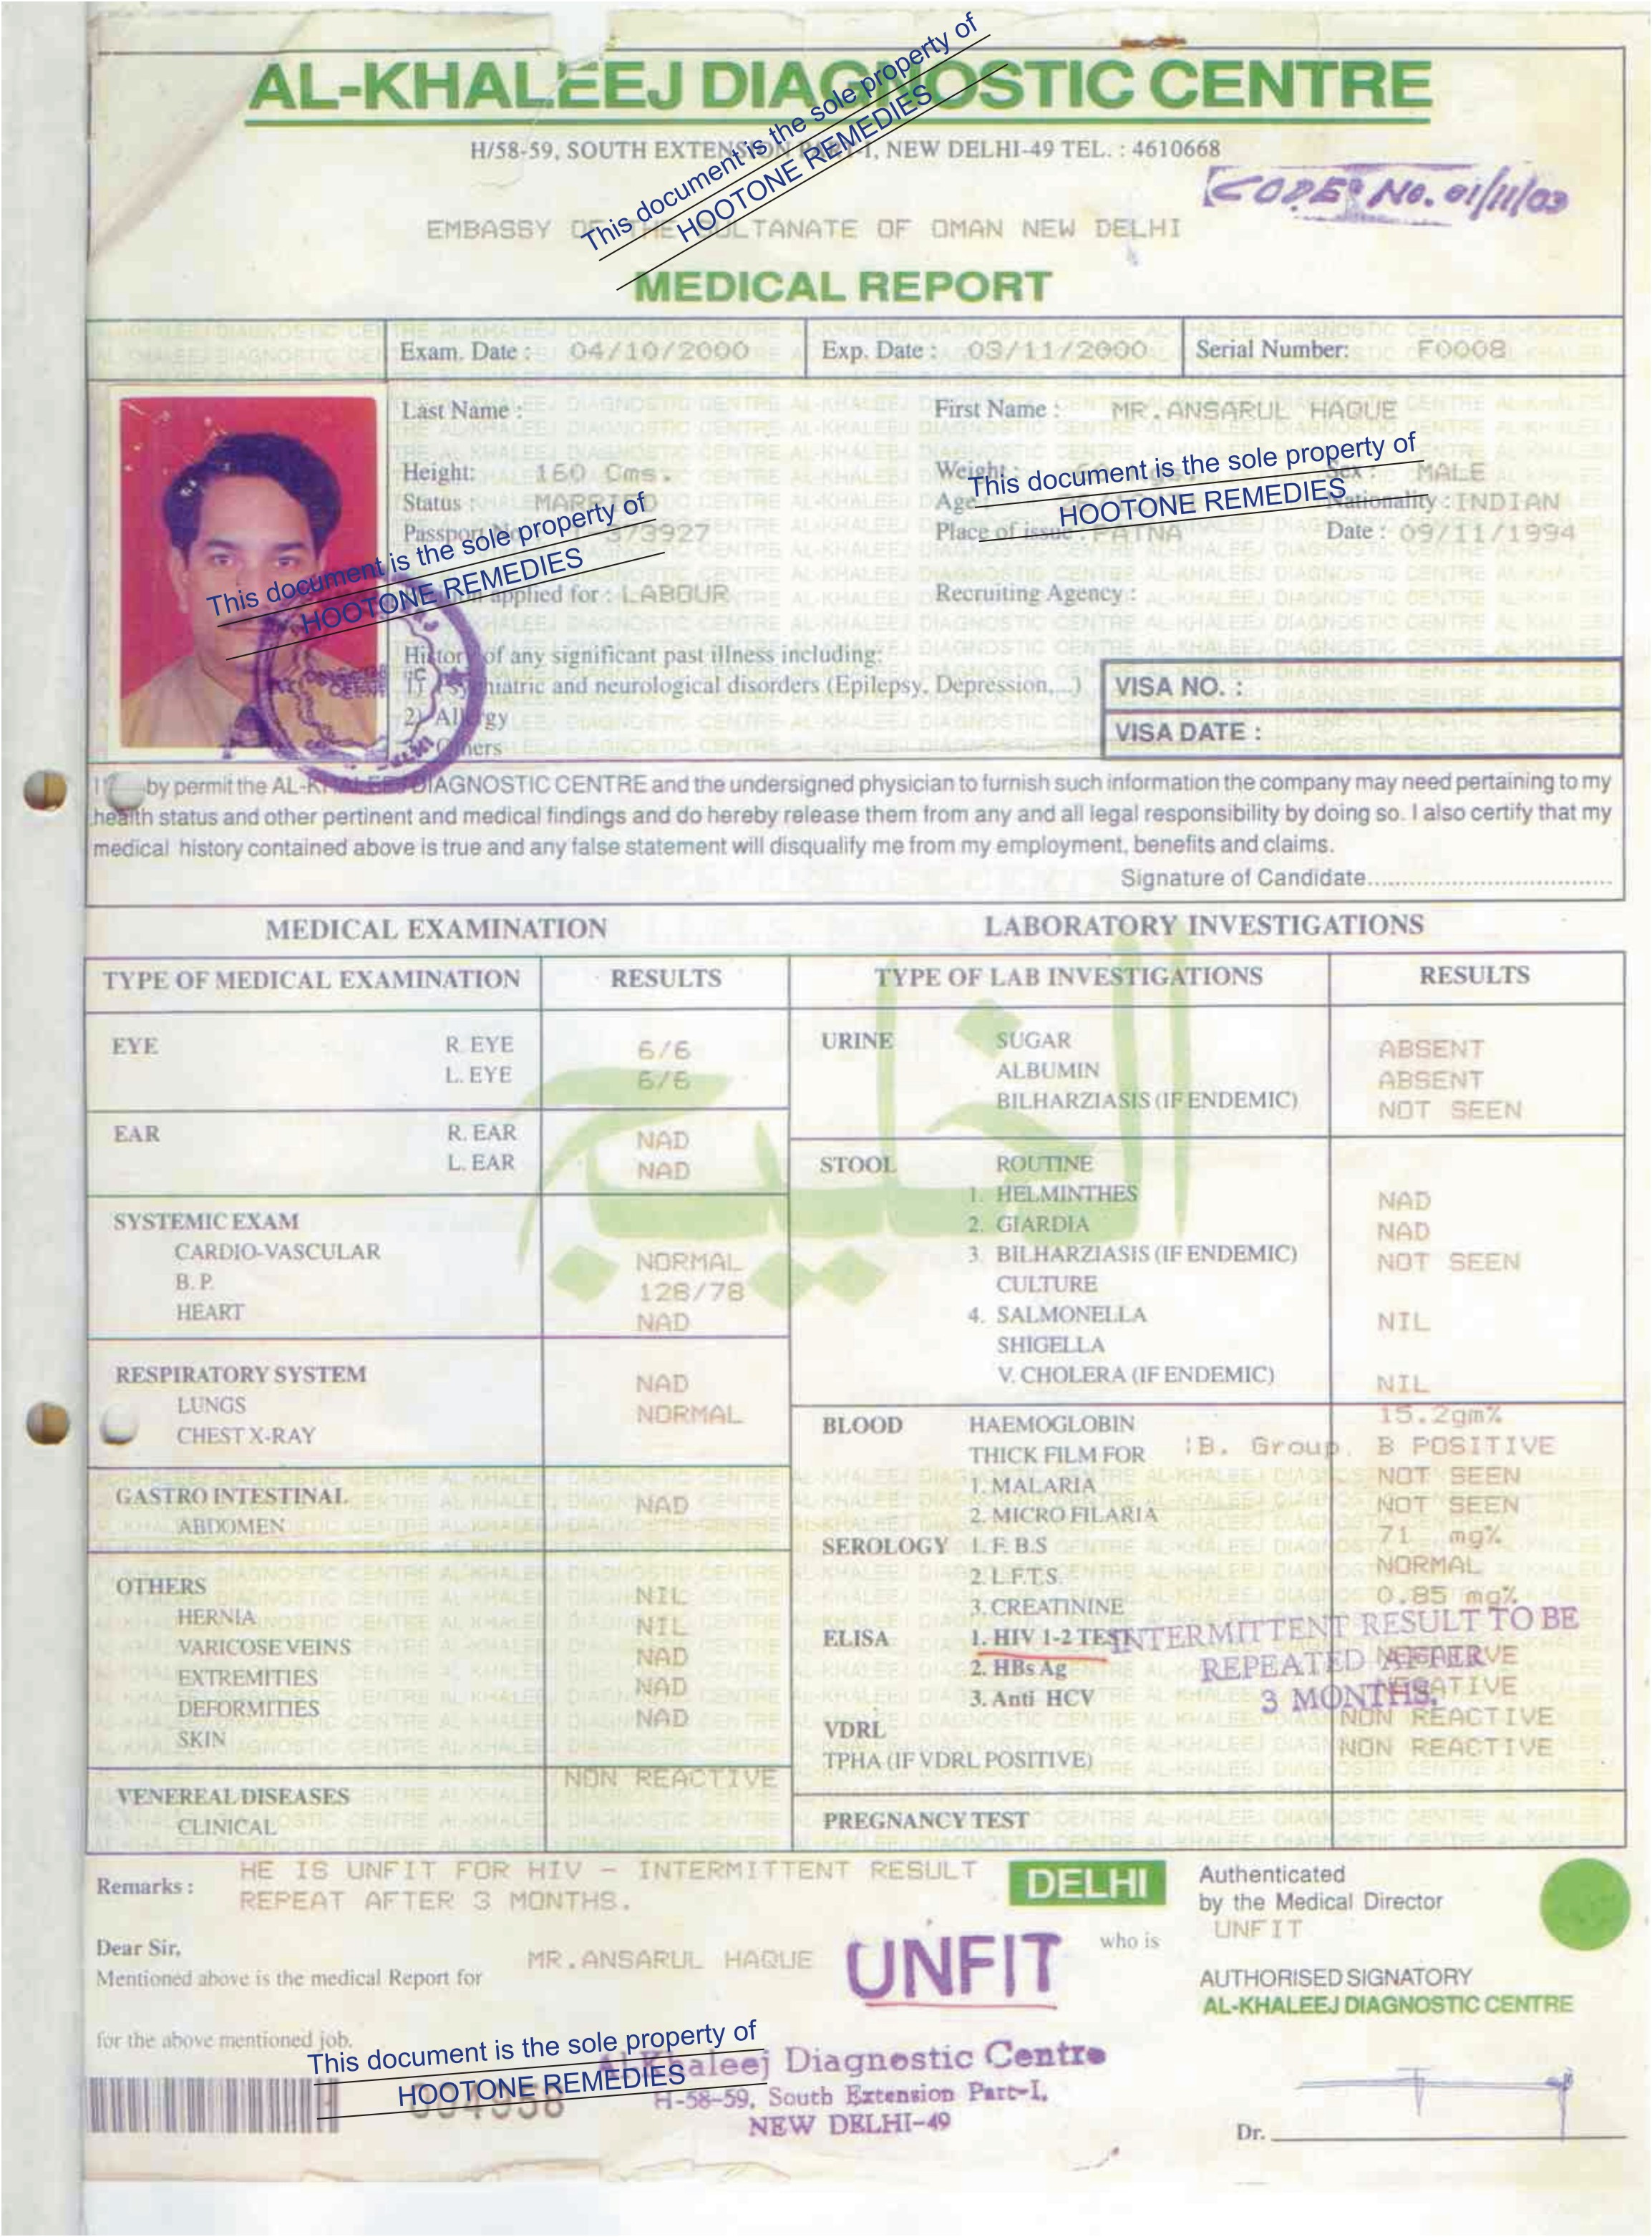 AL-KHALEEJ DIAGNOSTIC CENTRE
H/58-59, SOUTH EXTENSION PART-I, NEW DELHI-49 TEL. : 4610668
CODE No. 01/11/03
EMBASSY OF THE SULTANATE OF OMAN NEW DELHI
This document is the sole property of
HOOTONE REMEDIES
MEDICAL REPORT
Exam. Date : 04/10/2000 Exp. Date : 03/11/2000 Serial Number: F0008
Last Name : First Name : MR.ANSARUL HAQUE
Height: 160 Cms. Weight : Sex : MALE
Status : MARRIED Age Nationality : INDIAN
This document is the sole property of
HOOTONE REMEDIES
Passport No 373927 Place of issue : PATNA Date : 09/11/1994
This document is the sole property of
HOOTONE REMEDIES
applied for : LABOUR Recruiting Agency :
History of any significant past illness including:
1) Psychiatric and neurological disorders (Epilepsy, Depression,...) VISA NO. :
2) Allergy
3) Others VISA DATE :
by permit the AL-KHALEEJ DIAGNOSTIC CENTRE and the undersigned physician to furnish such information the company may need pertaining to my
health status and other pertinent and medical findings and do hereby release them from any and all legal responsibility by doing so. I also certify that my
medical history contained above is true and any false statement will disqualify me from my employment, benefits and claims.
Signature of Candidate....................................
MEDICAL EXAMINATION LABORATORY INVESTIGATIONS
TYPE OF MEDICAL EXAMINATION RESULTS
EYE R. EYE 6/6
L. EYE 6/6
EAR R. EAR NAD
L. EAR NAD
SYSTEMIC EXAM
CARDIO-VASCULAR NORMAL
B. P. 128/78
HEART NAD
RESPIRATORY SYSTEM NAD
LUNGS NORMAL
CHEST X-RAY
GASTRO INTESTINAL NAD
ABDOMEN
OTHERS NIL
HERNIA NIL
VARICOSE VEINS NAD
EXTREMITIES NAD
DEFORMITIES NAD
SKIN
NON REACTIVE
VENEREAL DISEASES
CLINICAL
TYPE OF LAB INVESTIGATIONS RESULTS
URINE SUGAR ABSENT
ALBUMIN ABSENT
BILHARZIASIS (IF ENDEMIC) NOT SEEN
STOOL ROUTINE
1. HELMINTHES NAD
2. GIARDIA NAD
3. BILHARZIASIS (IF ENDEMIC) NOT SEEN
CULTURE
4. SALMONELLA NIL
SHIGELLA
V. CHOLERA (IF ENDEMIC) NIL
BLOOD HAEMOGLOBIN 15.2gm%
THICK FILM FOR :B. Group. B POSITIVE
1. MALARIA NOT SEEN
2. MICRO FILARIA NOT SEEN
SEROLOGY 1. F. B.S 71 mg%
2. L.F.T.S. NORMAL
3. CREATININE 0.85 mg%
ELISA 1. HIV 1-2 TEST INTERMITTENT RESULT TO BE
2. HBs Ag REPEATED AFTER NEGATIVE
3. Anti HCV 3 MONTHS. NEGATIVE
VDRL NON REACTIVE
TPHA (IF VDRL POSITIVE) NON REACTIVE
PREGNANCY TEST
الخليج
Remarks : HE IS UNFIT FOR HIV - INTERMITTENT RESULT
REPEAT AFTER 3 MONTHS.
DELHI
Authenticated
by the Medical Director
UNFIT
Dear Sir,
Mentioned above is the medical Report for MR.ANSARUL HAQUE UNFIT who is
AUTHORISED SIGNATORY
AL-KHALEEJ DIAGNOSTIC CENTRE
for the above mentioned job.
This document is the sole property of
HOOTONE REMEDIES
004958
Al-Khaleej Diagnostic Centre
H-58-59, South Extension Part-I,
NEW DELHI-49
Dr.